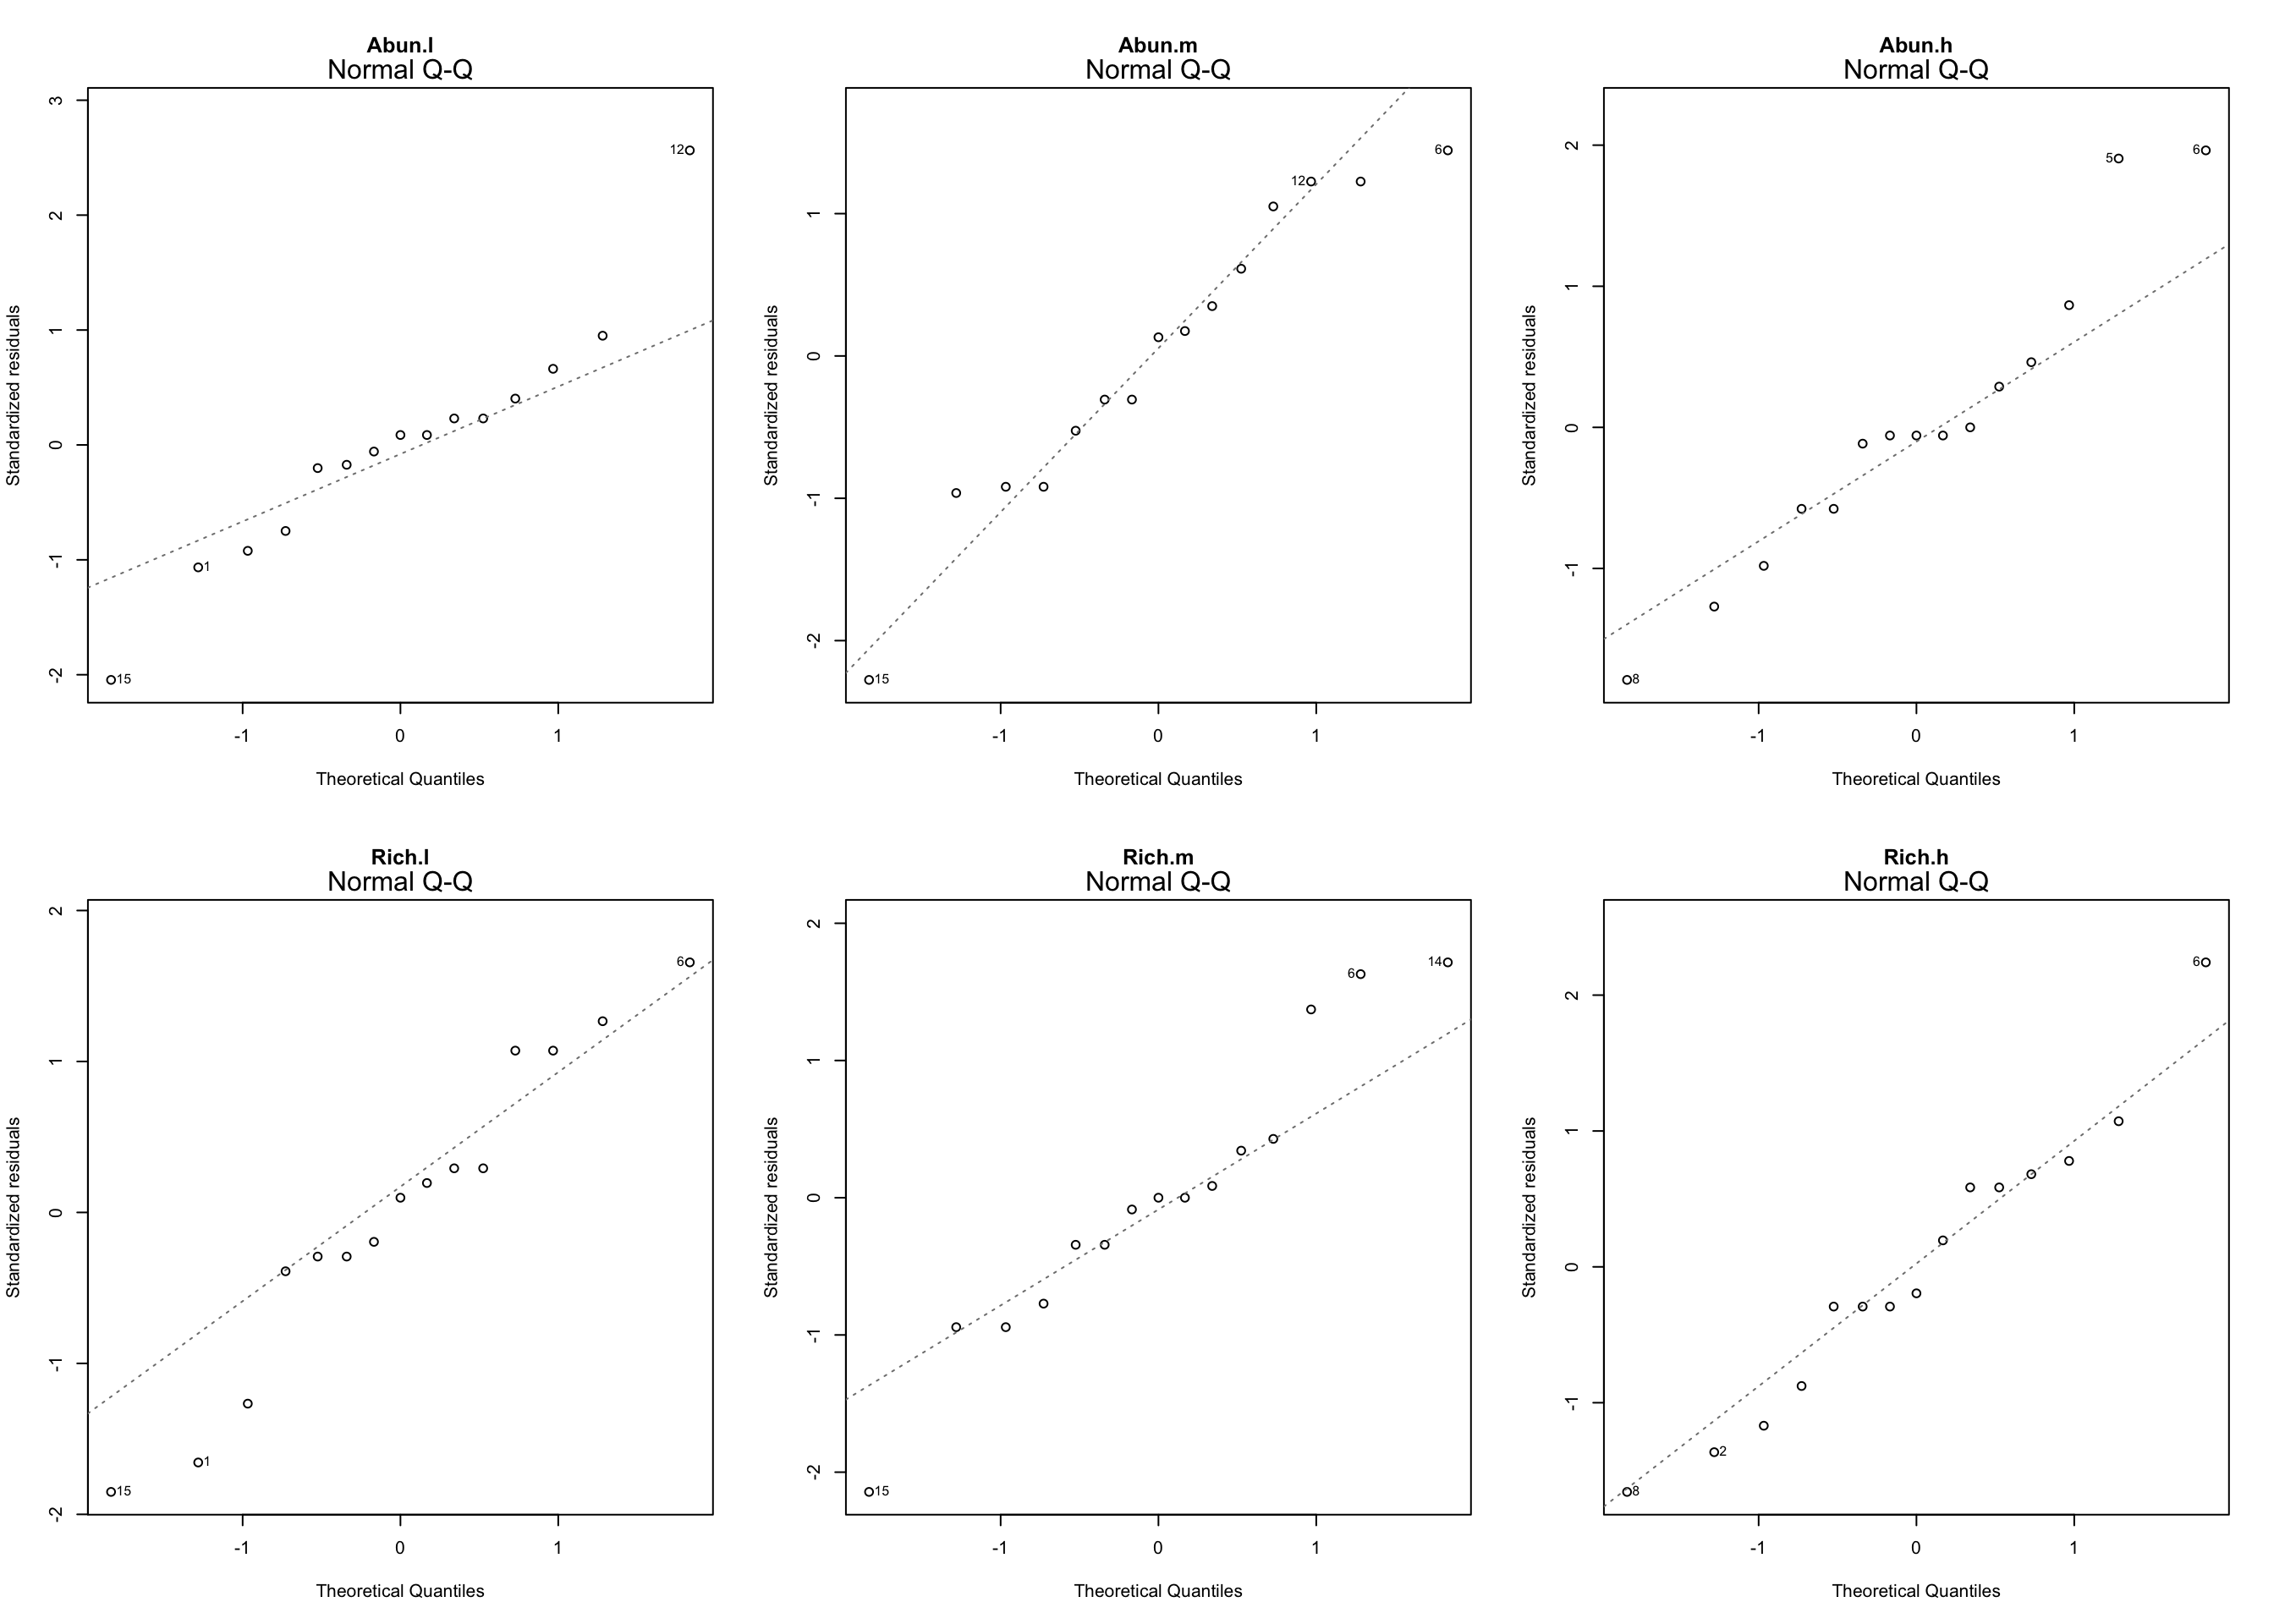 Abun.l
Normal Q-Q
Standardized residuals
3
2
1
0
-1
-2
12
1
15
-1 0 1
Theoretical Quantiles
Abun.m
Normal Q-Q
Standardized residuals
1
0
-1
-2
6
12
15
-1 0 1
Theoretical Quantiles
Abun.h
Normal Q-Q
Standardized residuals
2
1
0
-1
5
6
8
-1 0 1
Theoretical Quantiles
Rich.l
Normal Q-Q
Standardized residuals
2
1
0
-1
-2
6
1
15
-1 0 1
Theoretical Quantiles
Rich.m
Normal Q-Q
Standardized residuals
2
1
0
-1
-2
14
6
15
-1 0 1
Theoretical Quantiles
Rich.h
Normal Q-Q
Standardized residuals
2
1
0
-1
6
2
8
-1 0 1
Theoretical Quantiles